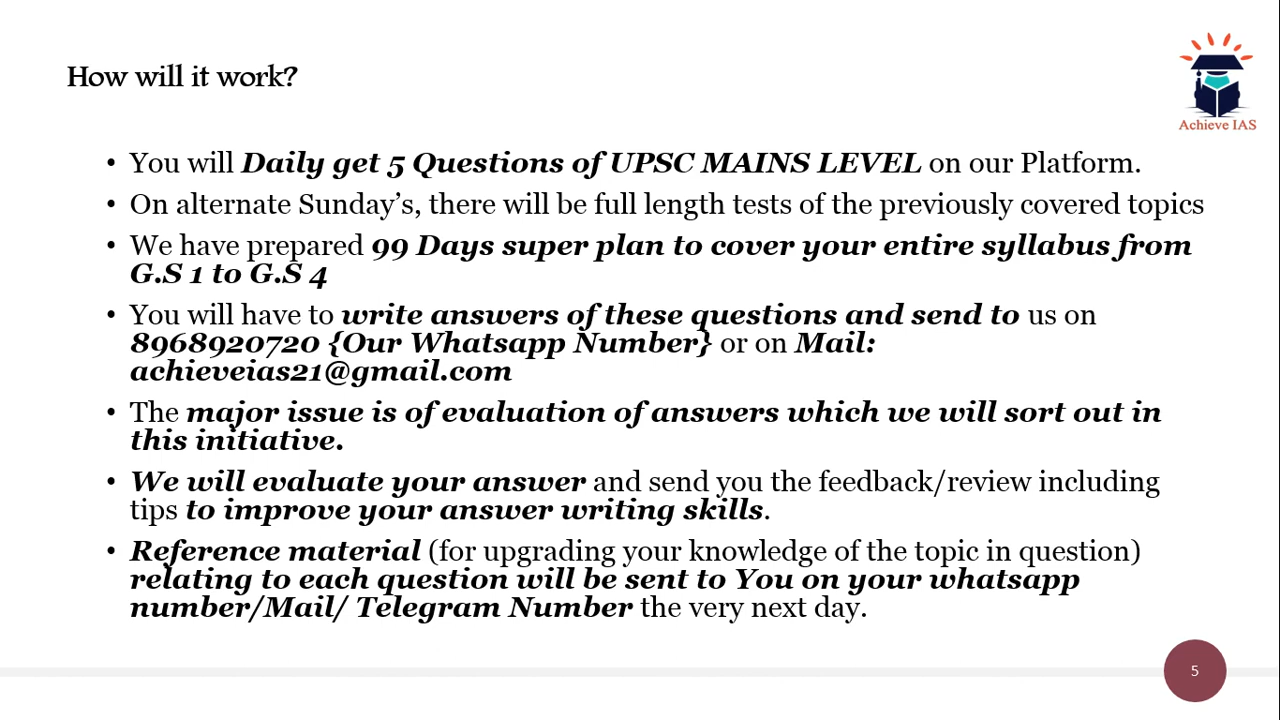 How will it work?
Achieve IAS
• You will Daily get 5 Questions of UPSC MAINS LEVEL on our Platform.
• On alternate Sunday’s, there will be full length tests of the previously covered topics
• We have prepared 99 Days super plan to cover your entire syllabus from
G.S 1 to G.S 4
• You will have to write answers of these questions and send to us on
8968920720 {Our Whatsapp Number} or on Mail:
achieveias21@gmail.com
• The major issue is of evaluation of answers which we will sort out in
this initiative.
• We will evaluate your answer and send you the feedback/review including
tips to improve your answer writing skills.
• Reference material (for upgrading your knowledge of the topic in question)
relating to each question will be sent to You on your whatsapp
number/Mail/ Telegram Number the very next day.
5